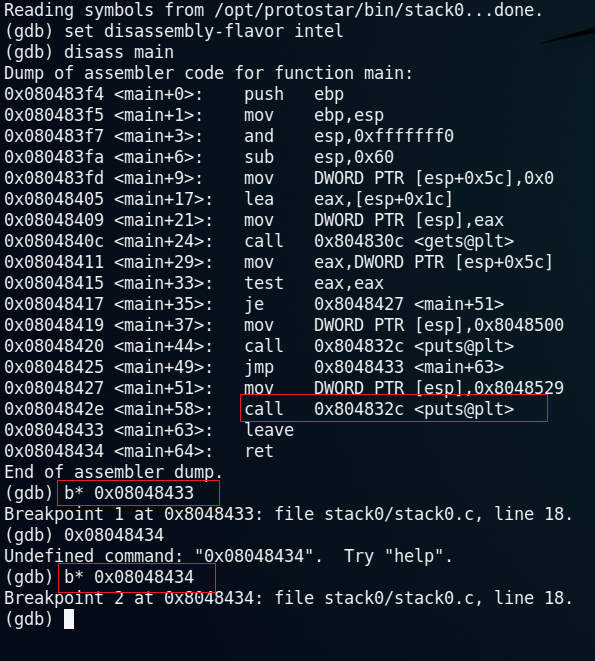 Reading symbols from /opt/protostar/bin/stack0...done.
(gdb) set disassembly-flavor intel
(gdb) disass main
Dump of assembler code for function main:
0x080483f4 <main+0>:    push   ebp
0x080483f5 <main+1>:    mov    ebp,esp
0x080483f7 <main+3>:    and    esp,0xfffffff0
0x080483fa <main+6>:    sub    esp,0x60
0x080483fd <main+9>:    mov    DWORD PTR [esp+0x5c],0x0
0x08048405 <main+17>:   lea    eax,[esp+0x1c]
0x08048409 <main+21>:   mov    DWORD PTR [esp],eax
0x0804840c <main+24>:   call   0x804830c <gets@plt>
0x08048411 <main+29>:   mov    eax,DWORD PTR [esp+0x5c]
0x08048415 <main+33>:   test   eax,eax
0x08048417 <main+35>:   je     0x8048427 <main+51>
0x08048419 <main+37>:   mov    DWORD PTR [esp],0x8048500
0x08048420 <main+44>:   call   0x804832c <puts@plt>
0x08048425 <main+49>:   jmp    0x8048433 <main+63>
0x08048427 <main+51>:   mov    DWORD PTR [esp],0x8048529
0x0804842e <main+58>:   call   0x804832c <puts@plt>
0x08048433 <main+63>:   leave
0x08048434 <main+64>:   ret
End of assembler dump.
(gdb) b* 0x08048433
Breakpoint 1 at 0x8048433: file stack0/stack0.c, line 18.
(gdb) 0x08048434
Undefined command: "0x08048434".  Try "help".
(gdb) b* 0x08048434
Breakpoint 2 at 0x8048434: file stack0/stack0.c, line 18.
(gdb)